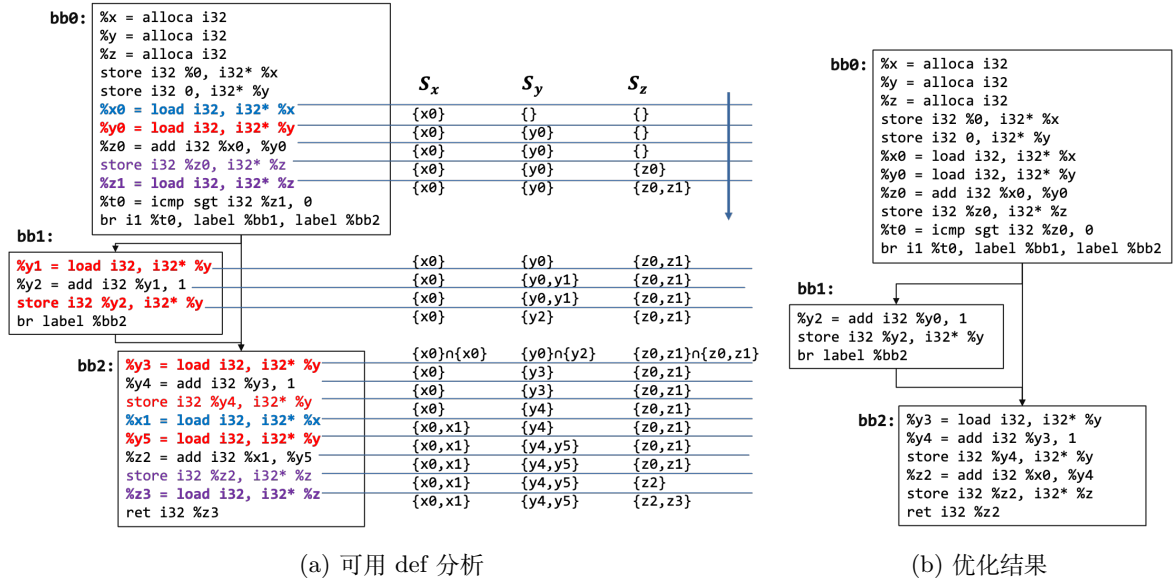 bb0:
%x = alloca i32
%y = alloca i32
%z = alloca i32
store i32 %0, i32* %x
store i32 0, i32* %y
%x0 = load i32, i32* %x
%y0 = load i32, i32* %y
%z0 = add i32 %x0, %y0
store i32 %z0, i32* %z
%z1 = load i32, i32* %z
%t0 = icmp sgt i32 %z1, 0
br i1 %t0, label %bb1, label %bb2
bb1:
%y1 = load i32, i32* %y
%y2 = add i32 %y1, 1
store i32 %y2, i32* %y
br label %bb2
bb2:
%y3 = load i32, i32* %y
%y4 = add i32 %y3, 1
store i32 %y4, i32* %y
%x1 = load i32, i32* %x
%y5 = load i32, i32* %y
%z2 = add i32 %x1, %y5
store i32 %z2, i32* %z
%z3 = load i32, i32* %z
ret i32 %z3
Sx Sy Sz
{x0} {} {}
{x0} {y0} {}
{x0} {y0} {}
{x0} {y0} {z0}
{x0} {y0} {z0,z1}
{x0} {y0} {z0,z1}
{x0} {y0,y1} {z0,z1}
{x0} {y0,y1} {z0,z1}
{x0} {y2} {z0,z1}
{x0}∩{x0} {y0}∩{y2} {z0,z1}∩{z0,z1}
{x0} {y3} {z0,z1}
{x0} {y3} {z0,z1}
{x0} {y4} {z0,z1}
{x0,x1} {y4} {z0,z1}
{x0,x1} {y4,y5} {z0,z1}
{x0,x1} {y4,y5} {z0,z1}
{x0,x1} {y4,y5} {z2}
{x0,x1} {y4,y5} {z2,z3}
(a) 可用 def 分析
bb0:
%x = alloca i32
%y = alloca i32
%z = alloca i32
store i32 %0, i32* %x
store i32 0, i32* %y
%x0 = load i32, i32* %x
%y0 = load i32, i32* %y
%z0 = add i32 %x0, %y0
store i32 %z0, i32* %z
%t0 = icmp sgt i32 %z0, 0
br i1 %t0, label %bb1, label %bb2
bb1:
%y2 = add i32 %y0, 1
store i32 %y2, i32* %y
br label %bb2
bb2:
%y3 = load i32, i32* %y
%y4 = add i32 %y3, 1
store i32 %y4, i32* %y
%z2 = add i32 %x0, %y4
store i32 %z2, i32* %z
ret i32 %z2
(b) 优化结果